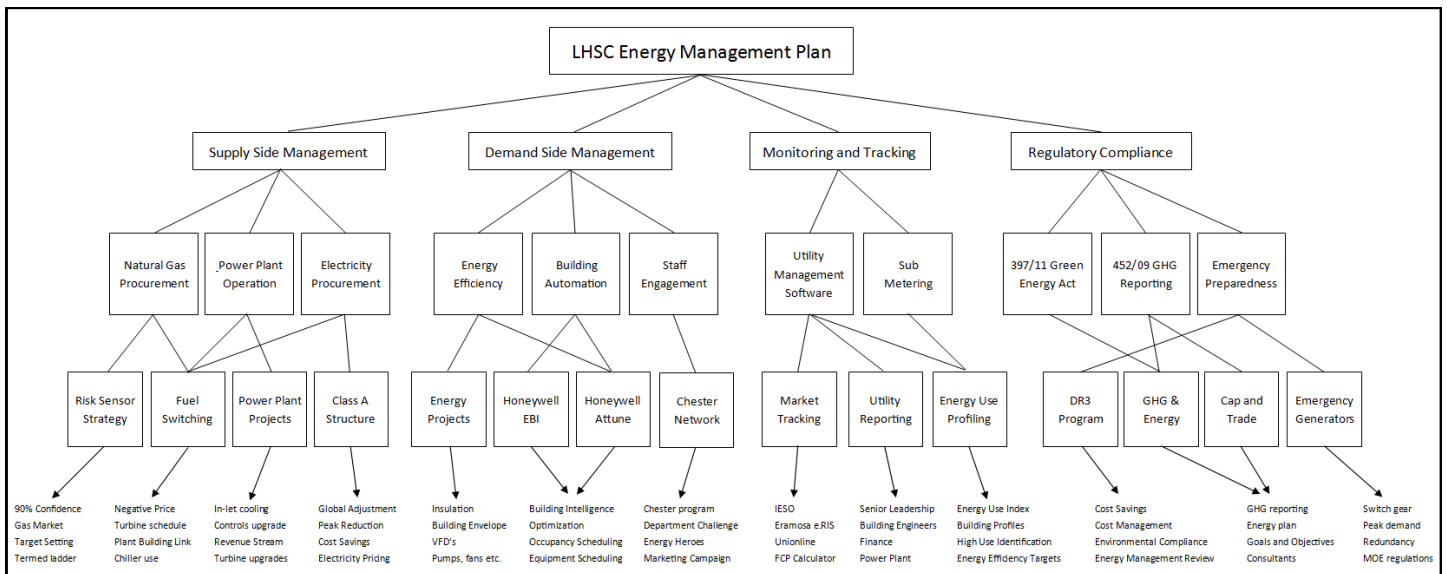 LHSC Energy Management Plan
Supply Side Management
Demand Side Management
Monitoring and Tracking
Regulatory Compliance
Natural Gas
Procurement
Power Plant
Operation
Electricity
Procurement
Energy
Efficiency
Building
Automation
Staff
Engagement
Utility
Management
Software
Sub
Metering
397/11 Green
Energy Act
452/09 GHG
Reporting
Emergency
Preparedness
Risk Sensor
Strategy
Fuel
Switching
Power Plant
Projects
Class A
Structure
Energy
Projects
Honeywell
EBI
Honeywell
Attune
Chester
Network
Market
Tracking
Utility
Reporting
Energy Use
Profiling
DR3
Program
GHG &
Energy
Cap and
Trade
Emergency
Generators
90% Confidence
Gas Market
Target Setting
Termed ladder
Negative Price
Turbine schedule
Plant Building Link
Chiller use
In-let cooling
Controls upgrade
Revenue Stream
Turbine upgrades
Global Adjustment
Peak Reduction
Cost Savings
Electricity Pricing
Insulation
Building Envelope
VFD's
Pumps, fans etc.
Building Intelligence
Optimization
Occupancy Scheduling
Equipment Scheduling
Chester program
Department Challenge
Energy Heroes
Marketing Campaign
IESO
Eramosa e.RIS
Unionline
FCP Calculator
Senior Leadership
Building Engineers
Finance
Power Plant
Energy Use Index
Building Profiles
High Use Identification
Energy Efficiency Targets
Cost Savings
Cost Management
Environmental Compliance
Energy Management Review
GHG reporting
Energy plan
Goals and Objectives
Consultants
Switch gear
Peak demand
Redundancy
MOE regulations